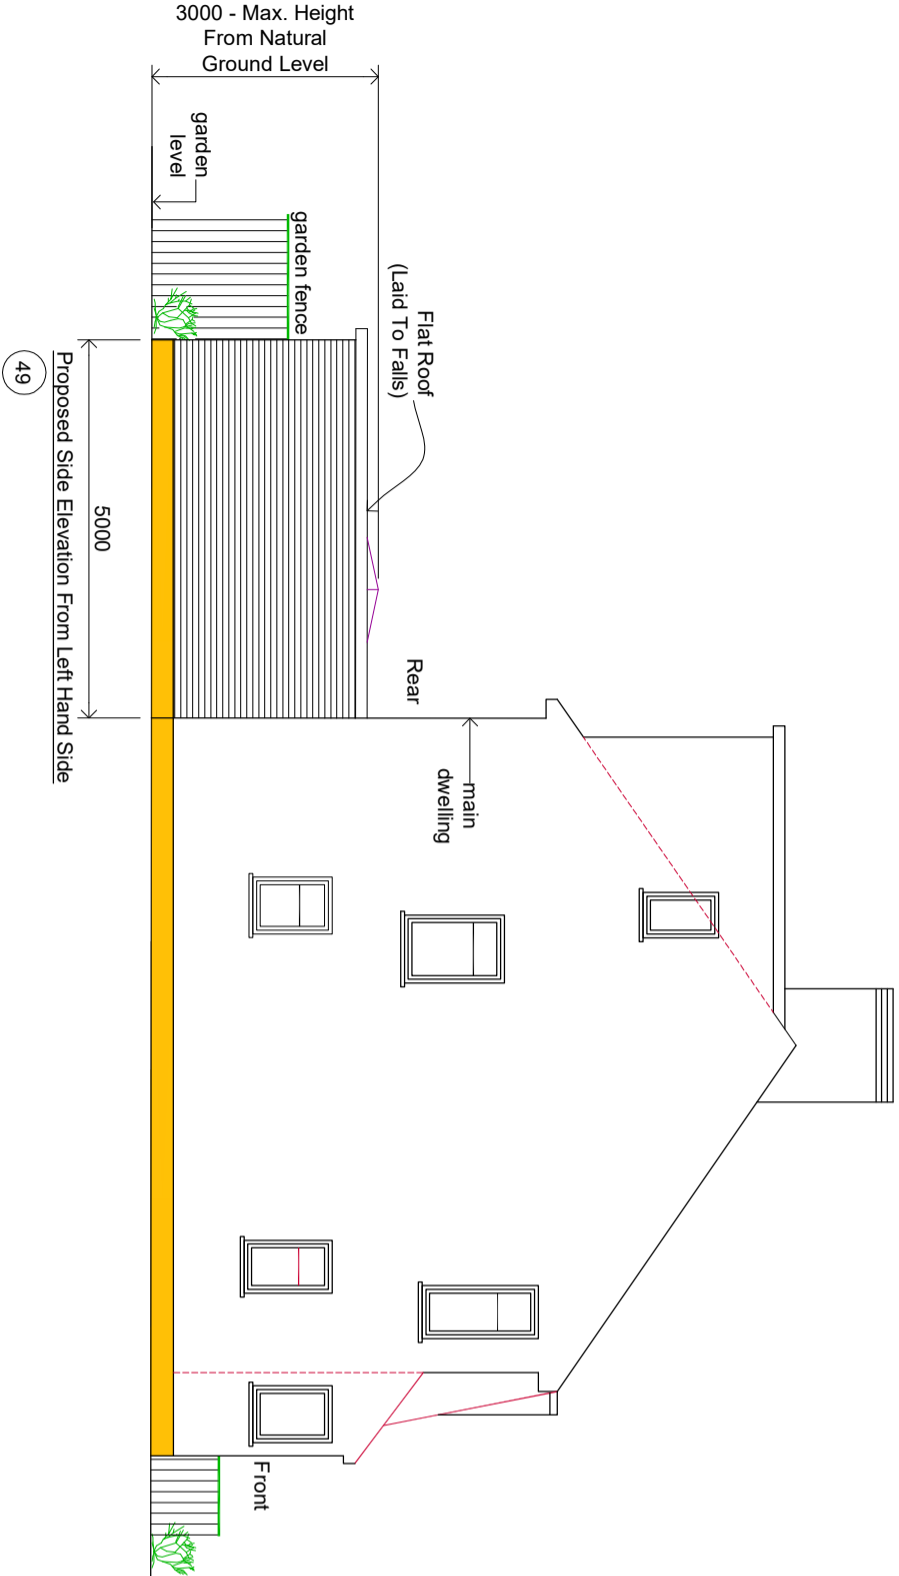 3000 - Max. Height
From Natural
Ground Level
garden
level
garden fence
Flat Roof
(Laid To Falls)
Rear
main
dwelling
5000
Proposed Side Elevation From Left Hand Side
49
Front